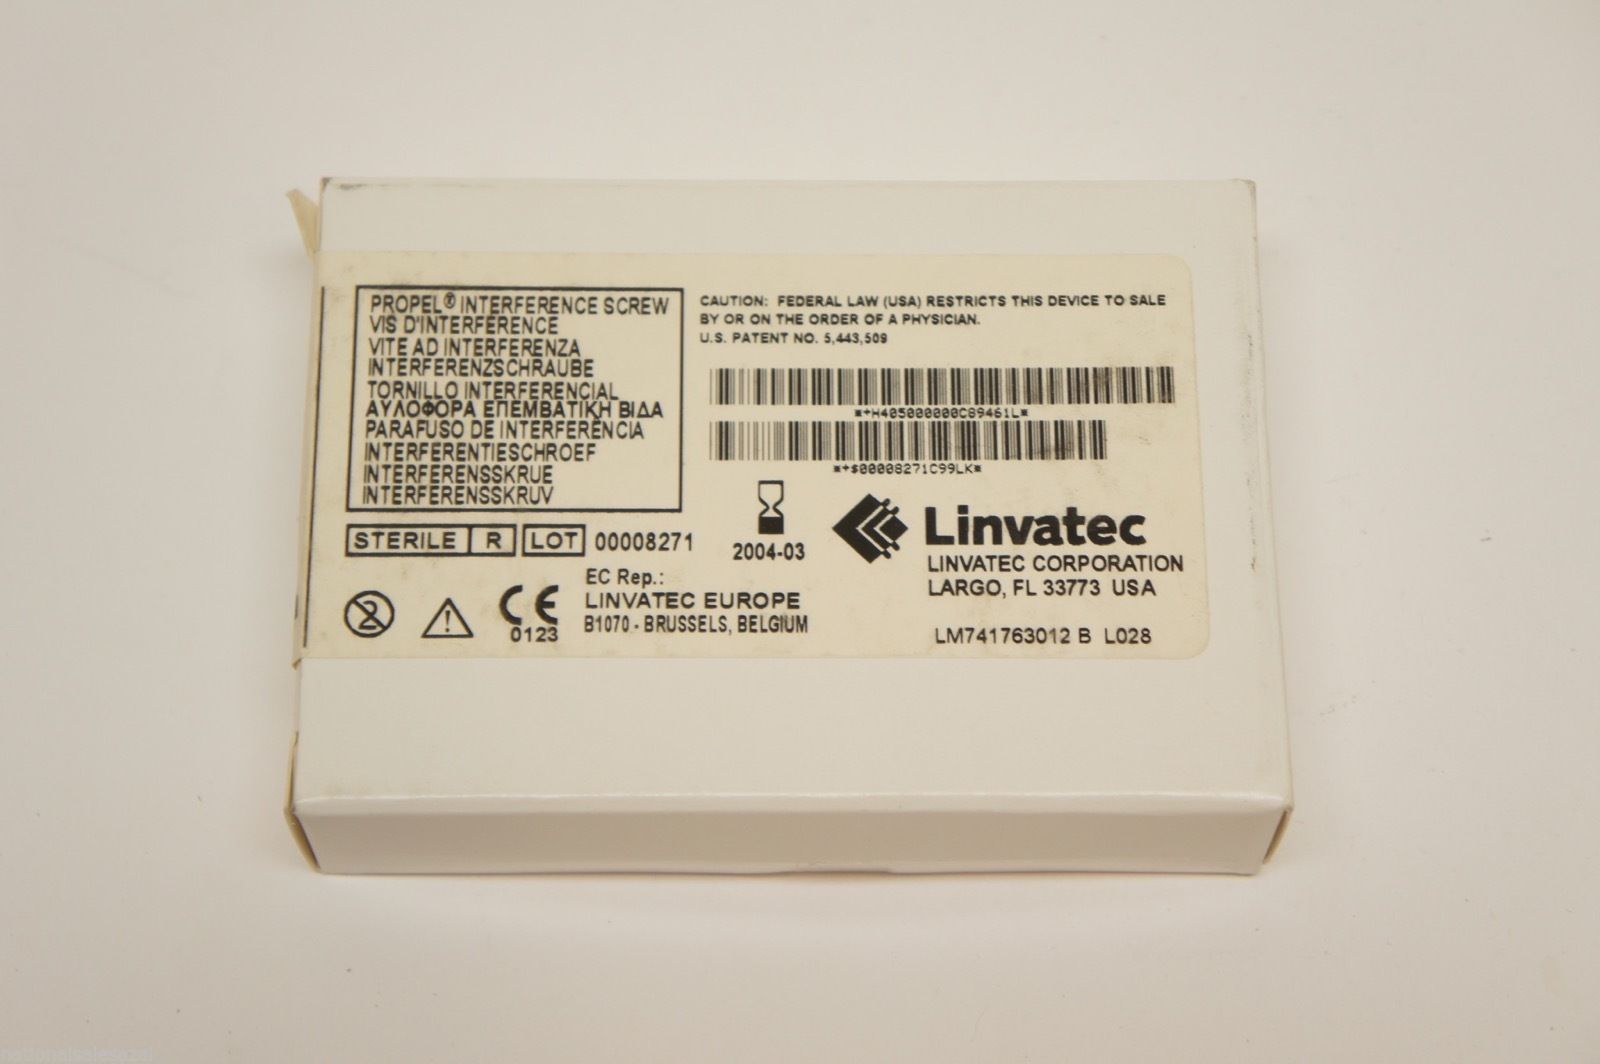 PROPEL® INTERFERENCE SCREW
VIS D'INTERFÉRENCE
VITE AD INTERFERENZA
INTERFERENZSCHRAUBE
TORNILLO INTERFERENCIAL
ΑΥΛΟΦΟΡΑ ΕΠΕΜΒΑΤΙΚΗ ΒΙΔΑ
PARAFUSO DE INTERFERÊNCIA
INTERFERENTIESCHROEF
INTERFERENSSKRUE
INTERFERENSSKRUV
CAUTION: FEDERAL LAW (USA) RESTRICTS THIS DEVICE TO SALE
BY OR ON THE ORDER OF A PHYSICIAN.
U.S. PATENT NO. 5,443,509
*+H405000000C89461L*
*+$00008271C99LK*
STERILE R LOT 00008271
2004-03
Linvatec
LINVATEC CORPORATION
LARGO, FL 33773 USA
2
CE
0123
EC Rep.:
LINVATEC EUROPE
B1070 - BRUSSELS, BELGIUM
LM741763012 B L028
nationalsalesazal